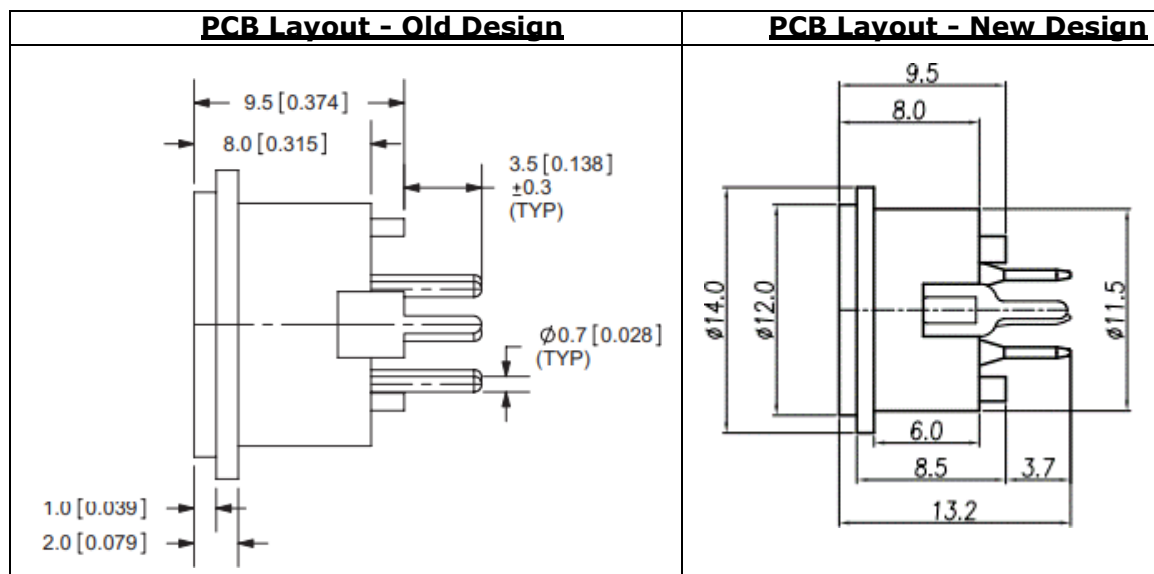 PCB Layout - Old Design
9.5 [0.374]
8.0 [0.315]
3.5 [0.138]
±0.3
(TYP)
Ø0.7 [0.028]
(TYP)
1.0 [0.039]
2.0 [0.079]
PCB Layout - New Design
9.5
8.0
ø14.0
ø12.0
ø11.5
6.0
8.5
3.7
13.2